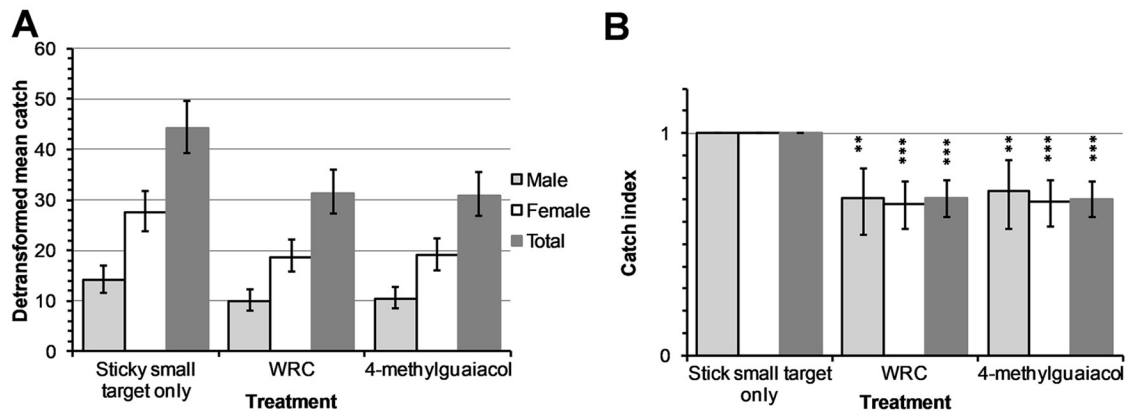 A
Detransformed mean catch
60
50
40
30
20
10
0
Sticky small
target only
WRC
4-methylguaiacol
Treatment
Male
Female
Total
B
Catch index
1
0
** *** ***
** *** ***
Stick small target
only
WRC
4-methylguaiacol
Treatment